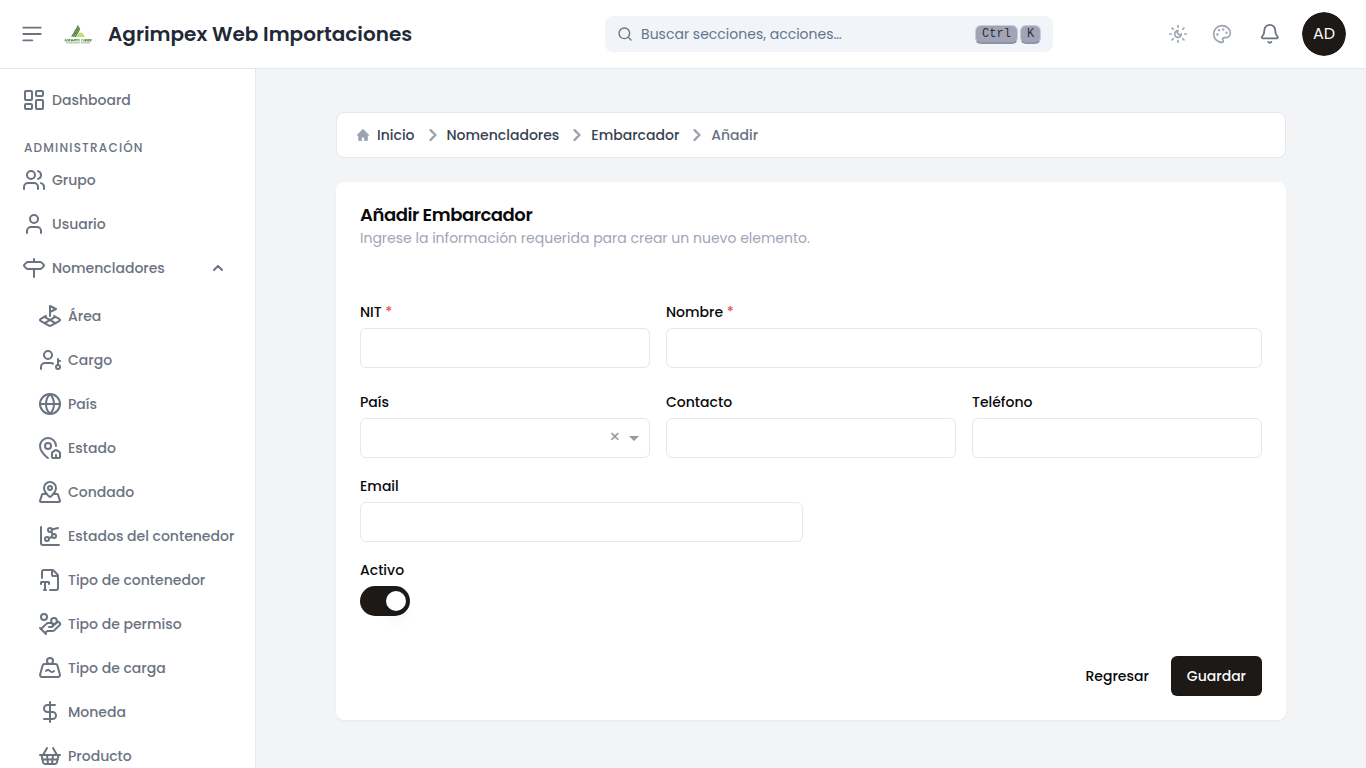 Agrimpex Web Importaciones
Buscar secciones, acciones...
Ctrl K
AD
Dashboard
ADMINISTRACIÓN
Grupo
Usuario
Nomencladores
Área
Cargo
País
Estado
Condado
Estados del contenedor
Tipo de contenedor
Tipo de permiso
Tipo de carga
Moneda
Producto
Inicio
Nomencladores
Embarcador
Añadir
Añadir Embarcador
Ingrese la información requerida para crear un nuevo elemento.
NIT *
Nombre *
País
Contacto
Teléfono
×
Email
Activo
Regresar
Guardar